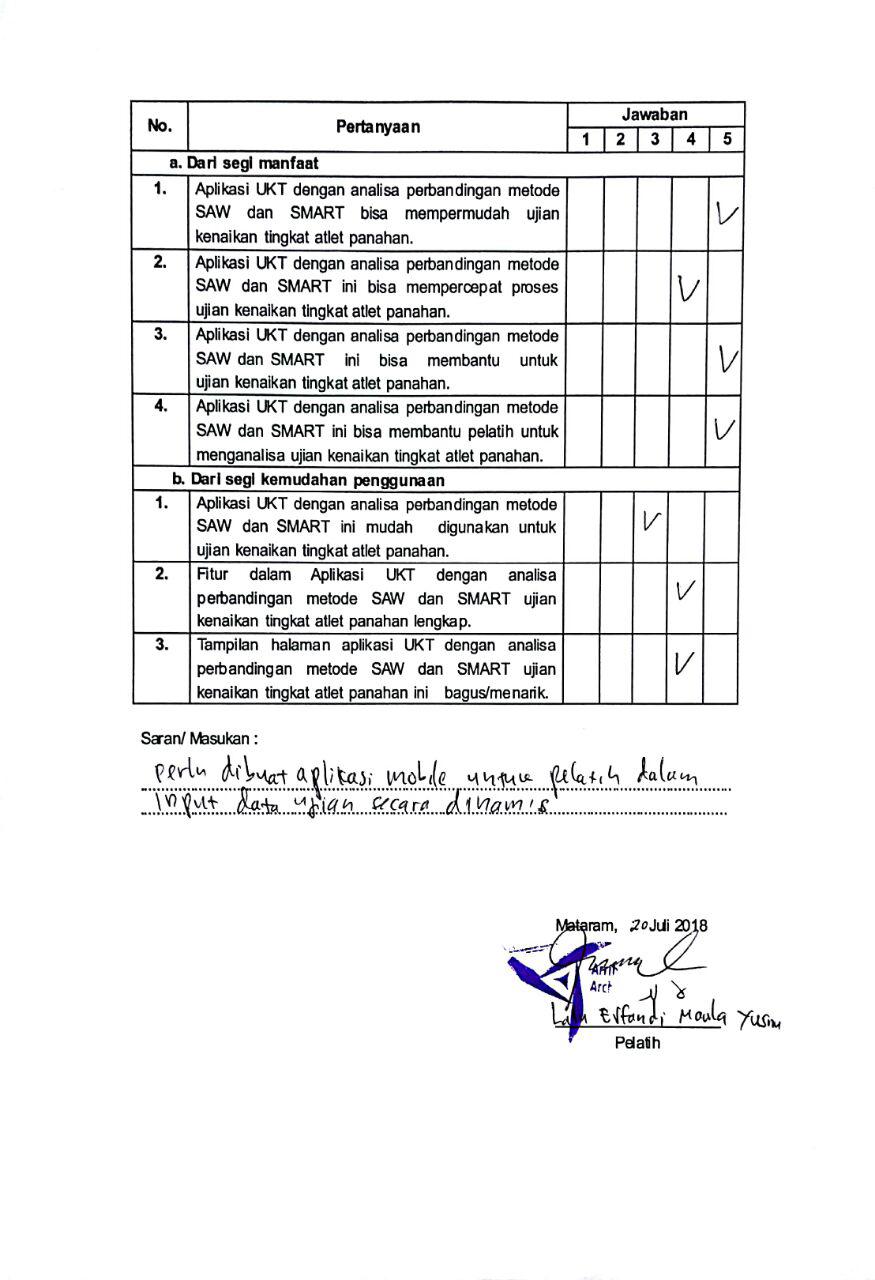 No. Pertanyaan Jawaban
1 2 3 4 5
a. Dari segi manfaat
1. Aplikasi UKT dengan analisa perbandingan metode
SAW dan SMART bisa mempermudah ujian
kenaikan tingkat atlet panahan.
2. Aplikasi UKT dengan analisa perbandingan metode
SAW dan SMART ini bisa mempercepat proses
ujian kenaikan tingkat atlet panahan.
3. Aplikasi UKT dengan analisa perbandingan metode
SAW dan SMART ini bisa membantu untuk
ujian kenaikan tingkat atlet panahan.
4. Aplikasi UKT dengan analisa perbandingan metode
SAW dan SMART ini bisa membantu pelatih untuk
menganalisa ujian kenaikan tingkat atlet panahan.
b. Dari segi kemudahan penggunaan
1. Aplikasi UKT dengan analisa perbandingan metode
SAW dan SMART ini mudah digunakan untuk
ujian kenaikan tingkat atlet panahan.
2. Fitur dalam Aplikasi UKT dengan analisa
perbandingan metode SAW dan SMART ujian
kenaikan tingkat atlet panahan lengkap.
3. Tampilan halaman aplikasi UKT dengan analisa
perbandingan metode SAW dan SMART ujian
kenaikan tingkat atlet panahan ini bagus/menarik.
Saran/ Masukan :
Perlu dibuat aplikasi mobile untuk pelatih dalam
input data ujian secara dinamis
Mataram, 20 Juli 2018
Lalu Erfandi Maula Yusnu
Pelatih